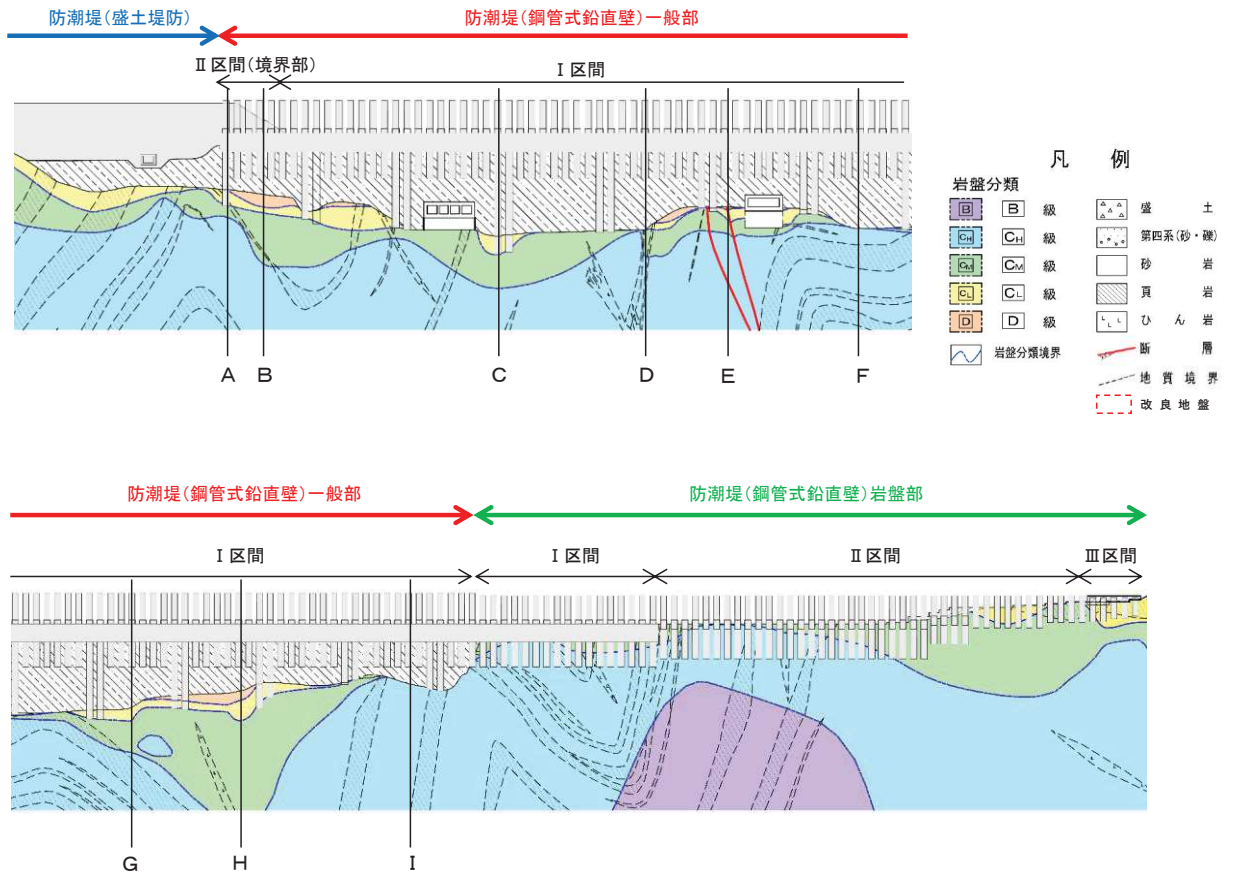 防潮堤(盛土堤防)
防潮堤(鋼管式鉛直壁)一般部
Ⅱ区間(境界部)
Ⅰ区間
A B C D E F
凡 例
岩盤分類
B B 級
CH CH 級
CM CM 級
CL CL 級
D D 級
岩盤分類境界
盛 土
第四系(砂・礫)
砂 岩
頁 岩
ひ ん 岩
断 層
地 質 境 界
改 良 地 盤
防潮堤(鋼管式鉛直壁)一般部
防潮堤(鋼管式鉛直壁)岩盤部
Ⅰ区間
Ⅰ区間
Ⅱ区間
Ⅲ区間
G H I